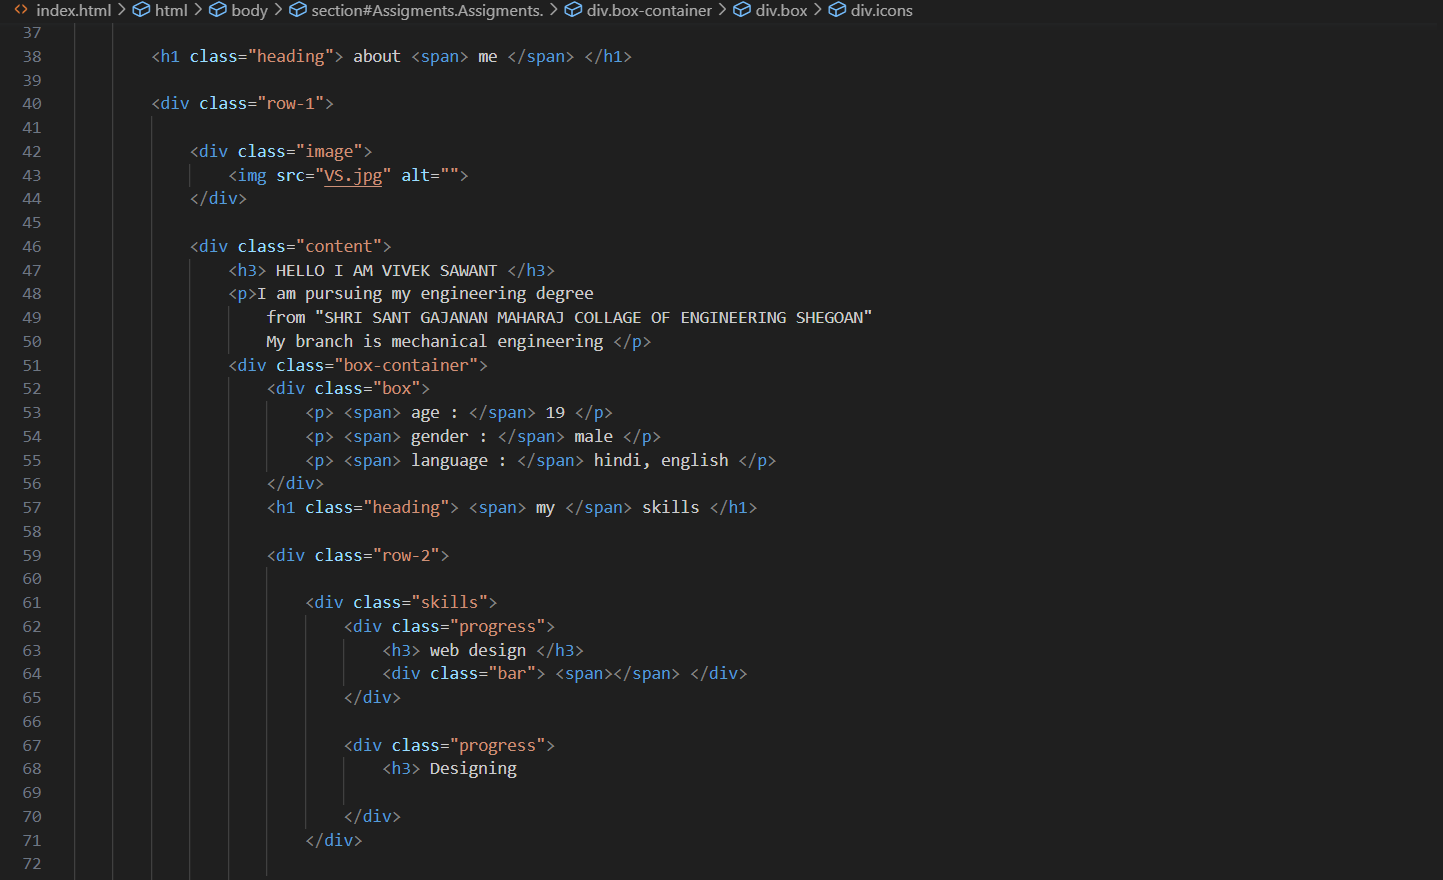 index.html > html > body > section#Assigments.Assigments. > div.box-container > div.box > div.icons
37
38 <h1 class="heading"> about <span> me </span> </h1>
39
40 <div class="row-1">
41
42 <div class="image">
43 <img src="VS.jpg" alt="">
44 </div>
45
46 <div class="content">
47 <h3> HELLO I AM VIVEK SAWANT </h3>
48 <p>I am pursuing my engineering degree
49 from "SHRI SANT GAJANAN MAHARAJ COLLAGE OF ENGINEERING SHEGOAN"
50 My branch is mechanical engineering </p>
51 <div class="box-container">
52 <div class="box">
53 <p> <span> age : </span> 19 </p>
54 <p> <span> gender : </span> male </p>
55 <p> <span> language : </span> hindi, english </p>
56 </div>
57 <h1 class="heading"> <span> my </span> skills </h1>
58
59 <div class="row-2">
60
61 <div class="skills">
62 <div class="progress">
63 <h3> web design </h3>
64 <div class="bar"> <span></span> </div>
65 </div>
66
67 <div class="progress">
68 <h3> Designing
69
70 </div>
71 </div>
72